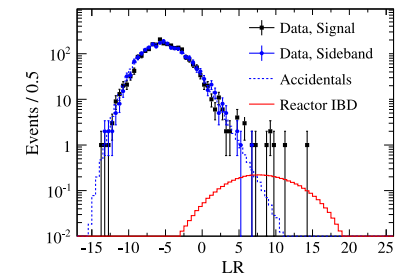 Data, Signal
Data, Sideband
Accidentals
Reactor IBD
Events / 0.5
10²
10
1
10⁻¹
10⁻²
-15 -10 -5 0 5 10 15 20 25
LR